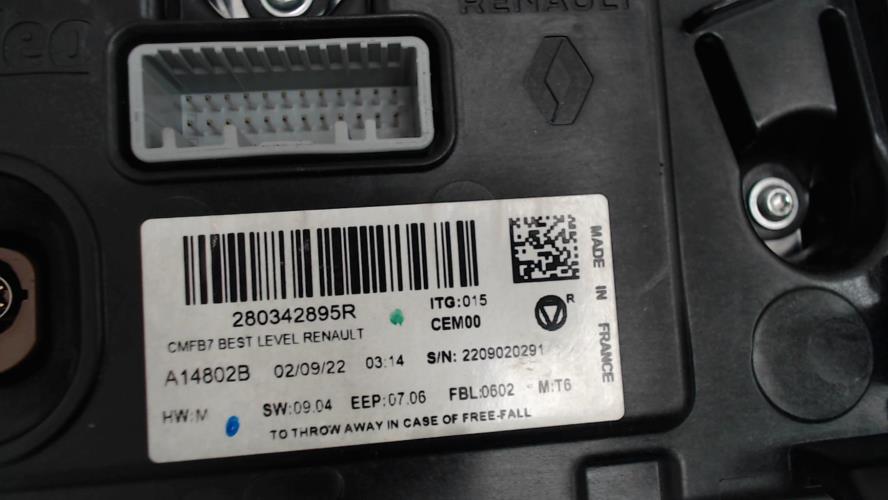 RENAULT
280342895R
ITG:015
CEM00
R
CMFB7 BEST LEVEL RENAULT
A14802B 02/09/22 03:14 S/N: 2209020291
HW:M SW:09.04 EEP:07.06 FBL:0602 M:T6
TO THROW AWAY IN CASE OF FREE-FALL
MADE IN FRANCE